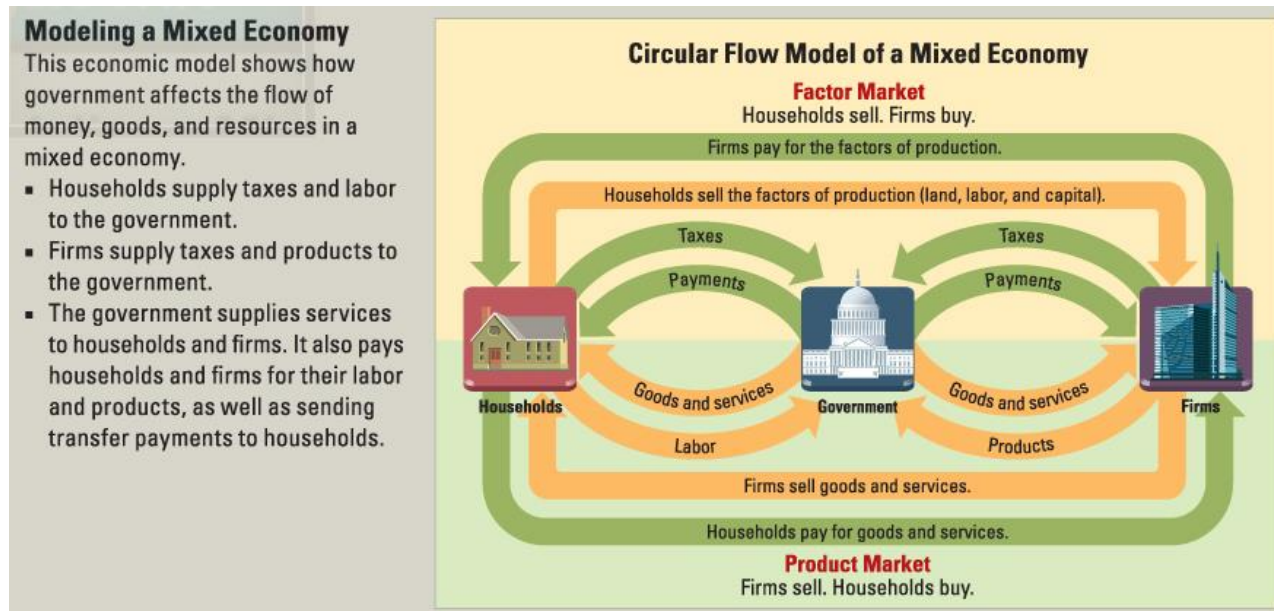 Modeling a Mixed Economy
This economic model shows how
government affects the flow of
money, goods, and resources in a
mixed economy.
▪ Households supply taxes and labor
to the government.
▪ Firms supply taxes and products to
the government.
▪ The government supplies services
to households and firms. It also pays
households and firms for their labor
and products, as well as sending
transfer payments to households.
Circular Flow Model of a Mixed Economy
Factor Market
Households sell. Firms buy.
Firms pay for the factors of production.
Households sell the factors of production (land, labor, and capital).
Taxes
Taxes
Payments
Payments
Households
Government
Firms
Goods and services
Goods and services
Labor
Products
Firms sell goods and services.
Households pay for goods and services.
Product Market
Firms sell. Households buy.